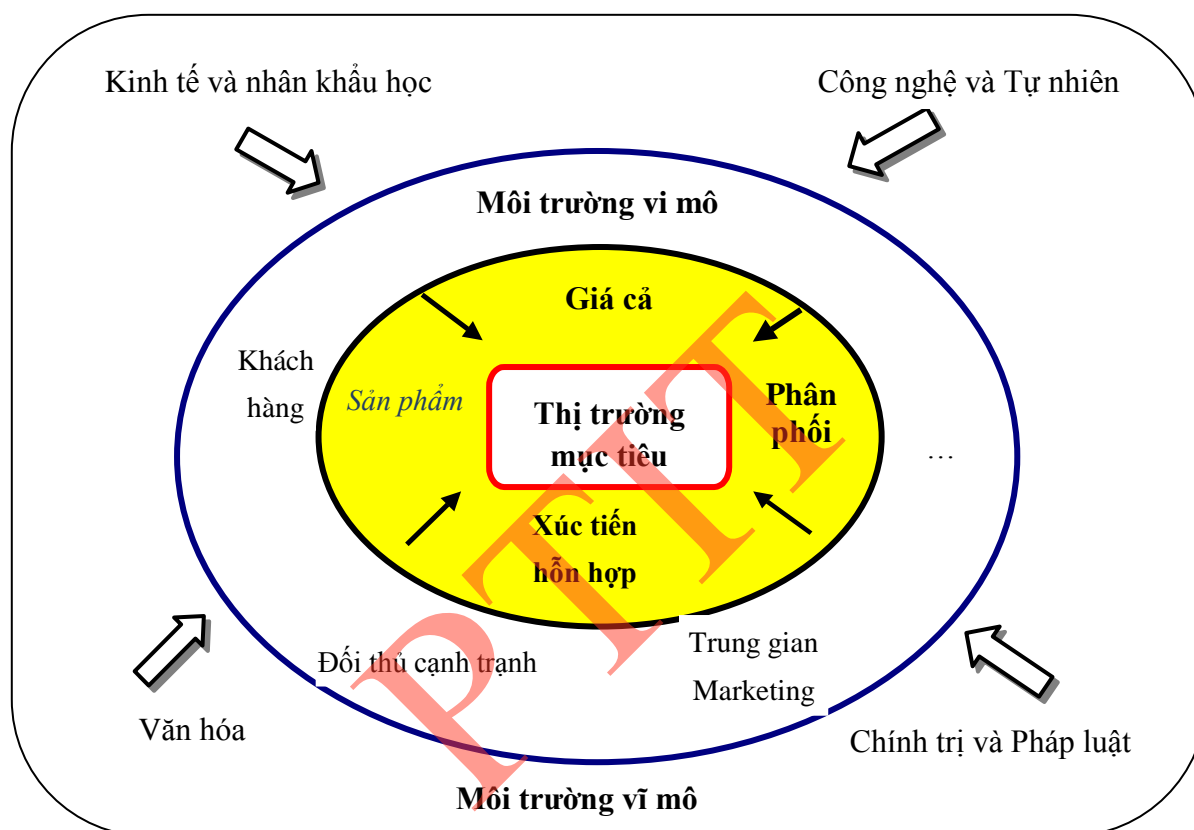 Kinh tế và nhân khẩu học
Công nghệ và Tự nhiên
Môi trường vi mô
Giá cả
Khách
hàng
Sản phẩm
Thị trường
mục tiêu
Phân
phối
...
Xúc tiến
hỗn hợp
Đối thủ cạnh trạnh
Trung gian
Marketing
Văn hóa
Chính trị và Pháp luật
Môi trường vĩ mô
PTIT